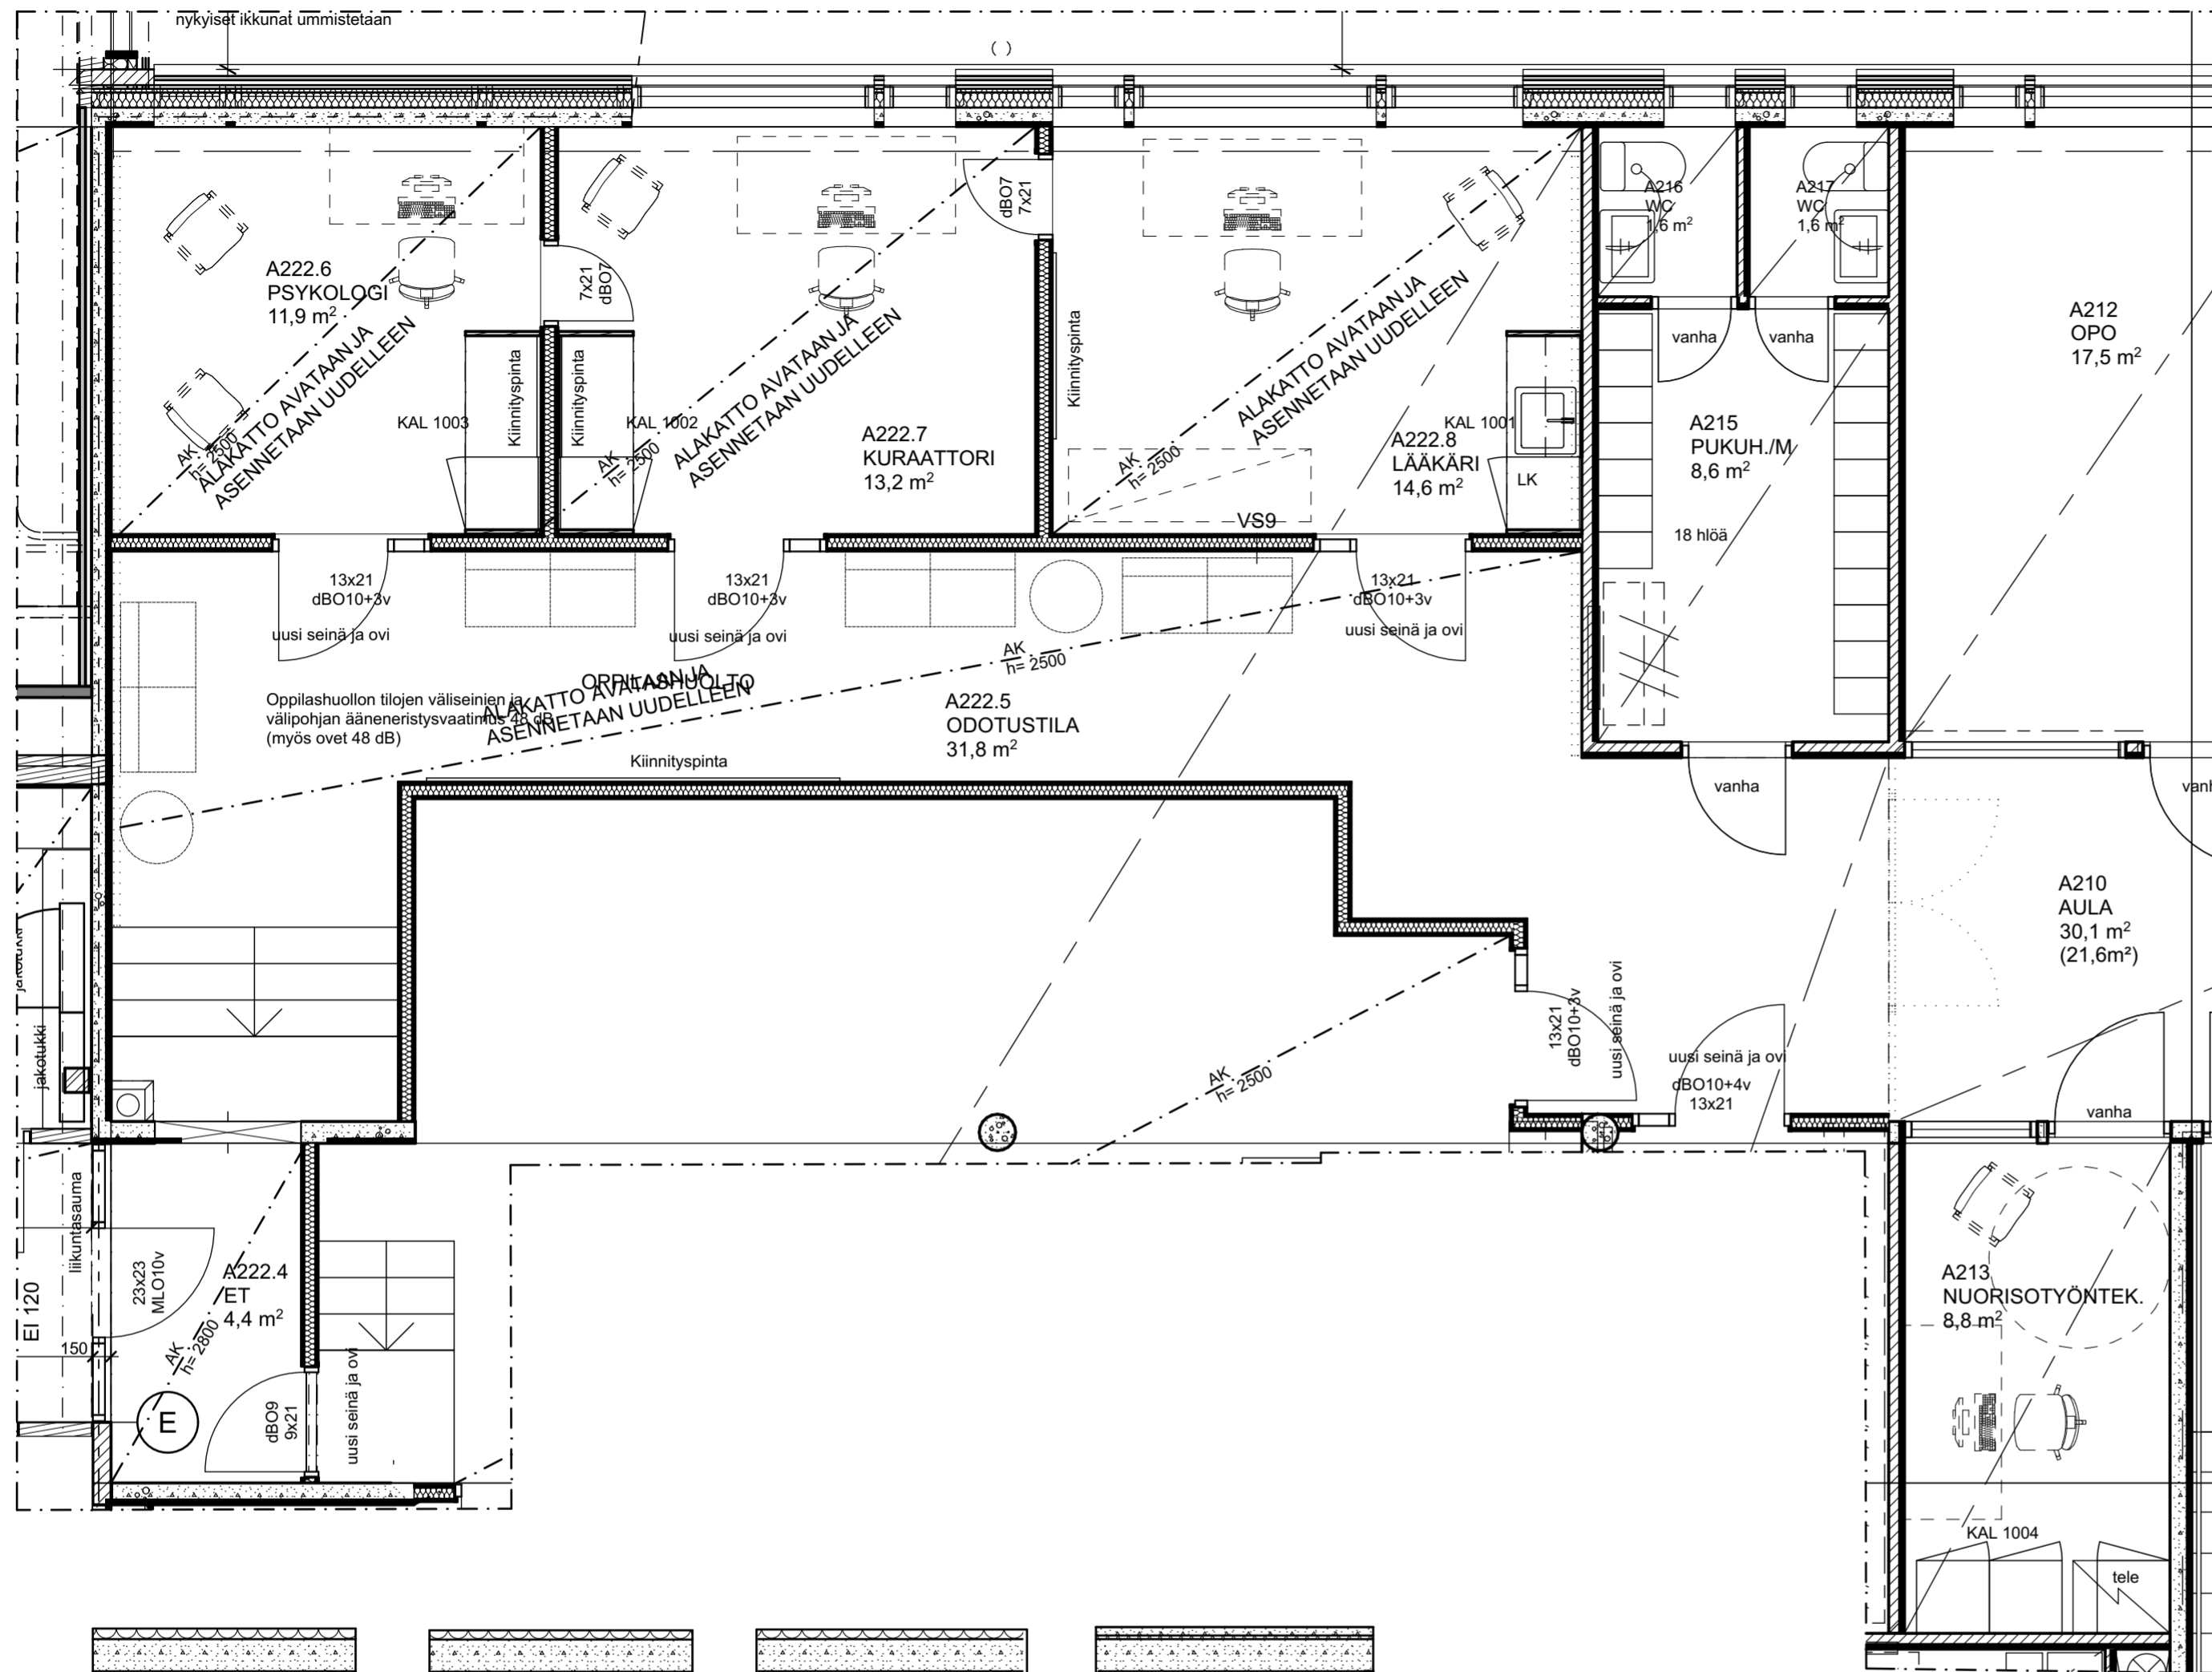 nykyiset ikkunat ummistetaan
( )
A222.6
PSYKOLOGI
11,9 m²
ALAKATTO AVATAAN JA
ASENNETAAN UUDELLEEN
AK
h= 2500
KAL 1003
Kiinnityspinta
7x21
dBO7
Kiinnityspinta
KAL 1002
ALAKATTO AVATAAN JA
ASENNETAAN UUDELLEEN
AK
h= 2500
A222.7
KURAATTORI
13,2 m²
dBO7
7x21
Kiinnityspinta
ALAKATTO AVATAAN JA
ASENNETAAN UUDELLEEN
AK
h= 2500
KAL 1001
A222.8
LÄÄKÄRI
14,6 m²
LK
VS9
A216
WC
1,6 m²
A217
WC
1,6 m²
vanha
vanha
A215
PUKUH./M
8,6 m²
18 hlöä
A212
OPO
17,5 m²
13x21
dBO10+3v
uusi seinä ja ovi
13x21
dBO10+3v
uusi seinä ja ovi
13x21
dBO10+3v
uusi seinä ja ovi
AK
h= 2500
OPPILASHUOLTO
ALAKATTO AVATAAN JA
ASENNETAAN UUDELLEEN
Oppilashuollon tilojen väliseinien ja
välipohjan ääneneristysvaatimus 48 dB
(myös ovet 48 dB)
A222.5
ODOTUSTILA
31,8 m²
Kiinnityspinta
vanha
A210
AULA
30,1 m²
(21,6m²)
13x21
dBO10+3v
uusi seinä ja ovi
uusi seinä ja ovi
dBO10+4v
13x21
vanha
AK
h= 2500
jakotukki
liikuntasauma
EI 120
150
23x23
MLO10v
A222.4
ET
4,4 m²
AK
h= 2800
E
dBO9
9x21
uusi seinä ja ovi
A213
NUORISOTYÖNTEK.
8,8 m²
KAL 1004
tele